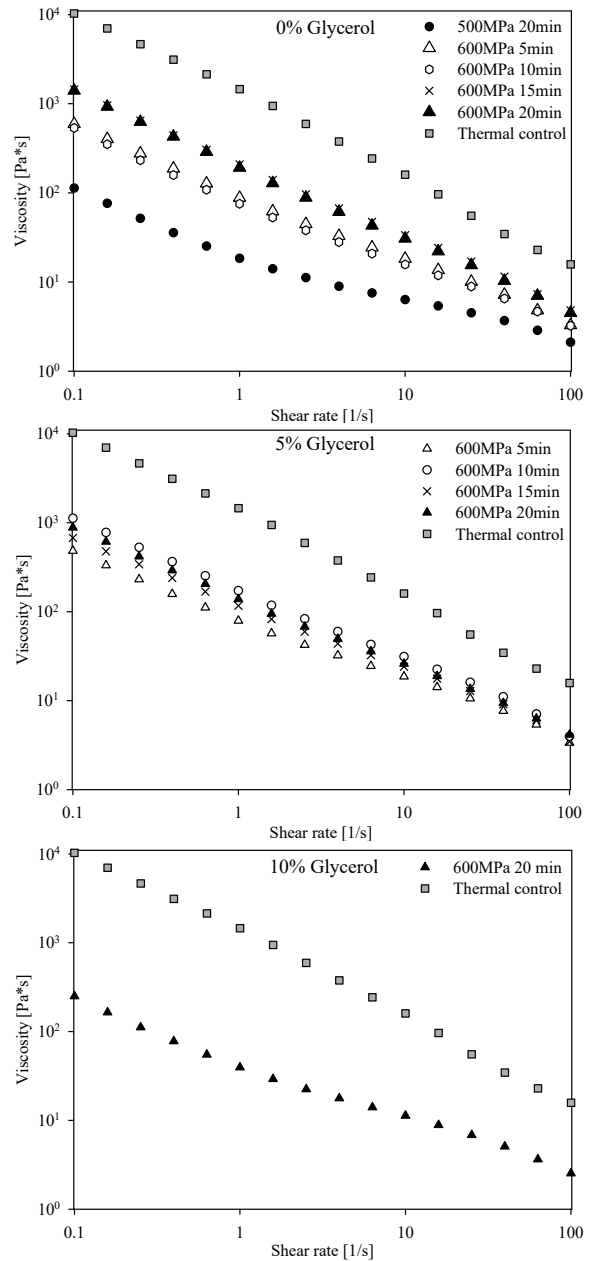 0% Glycerol
500MPa 20min
600MPa 5min
600MPa 10min
600MPa 15min
600MPa 20min
Thermal control
Viscosity [Pa*s]
10⁴
10³
10²
10¹
10⁰
0.1 1 10 100
Shear rate [1/s]
5% Glycerol
600MPa 5min
600MPa 10min
600MPa 15min
600MPa 20min
Thermal control
Viscosity [Pa*s]
10⁴
10³
10²
10¹
10⁰
0.1 1 10 100
Shear rate [1/s]
10% Glycerol
600MPa 20 min
Thermal control
Viscosity [Pa*s]
10⁴
10³
10²
10¹
10⁰
0.1 1 10 100
Shear rate [1/s]